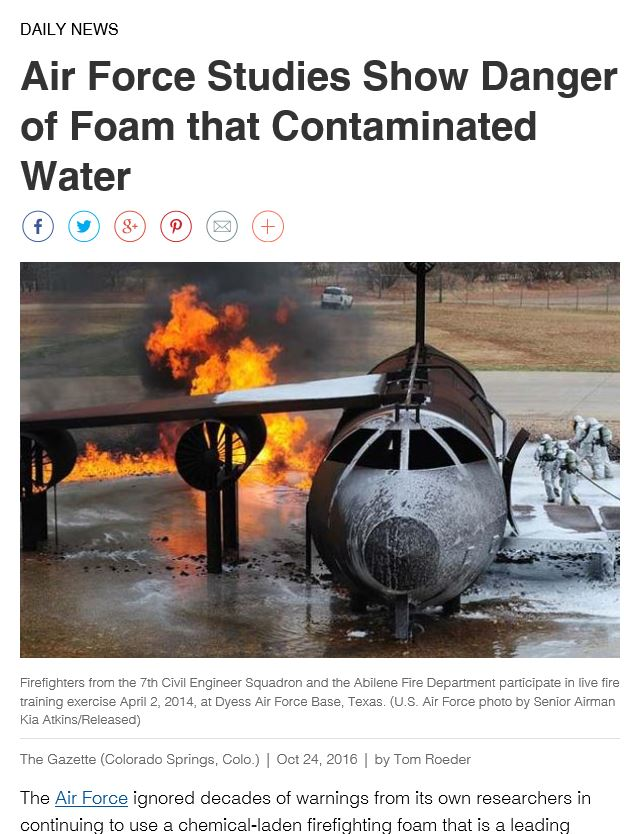 DAILY NEWS
Air Force Studies Show Danger
of Foam that Contaminated
Water
Firefighters from the 7th Civil Engineer Squadron and the Abilene Fire Department participate in live fire
training exercise April 2, 2014, at Dyess Air Force Base, Texas. (U.S. Air Force photo by Senior Airman
Kia Atkins/Released)
The Gazette (Colorado Springs, Colo.) | Oct 24, 2016 | by Tom Roeder
The Air Force ignored decades of warnings from its own researchers in
continuing to use a chemical-laden firefighting foam that is a leading